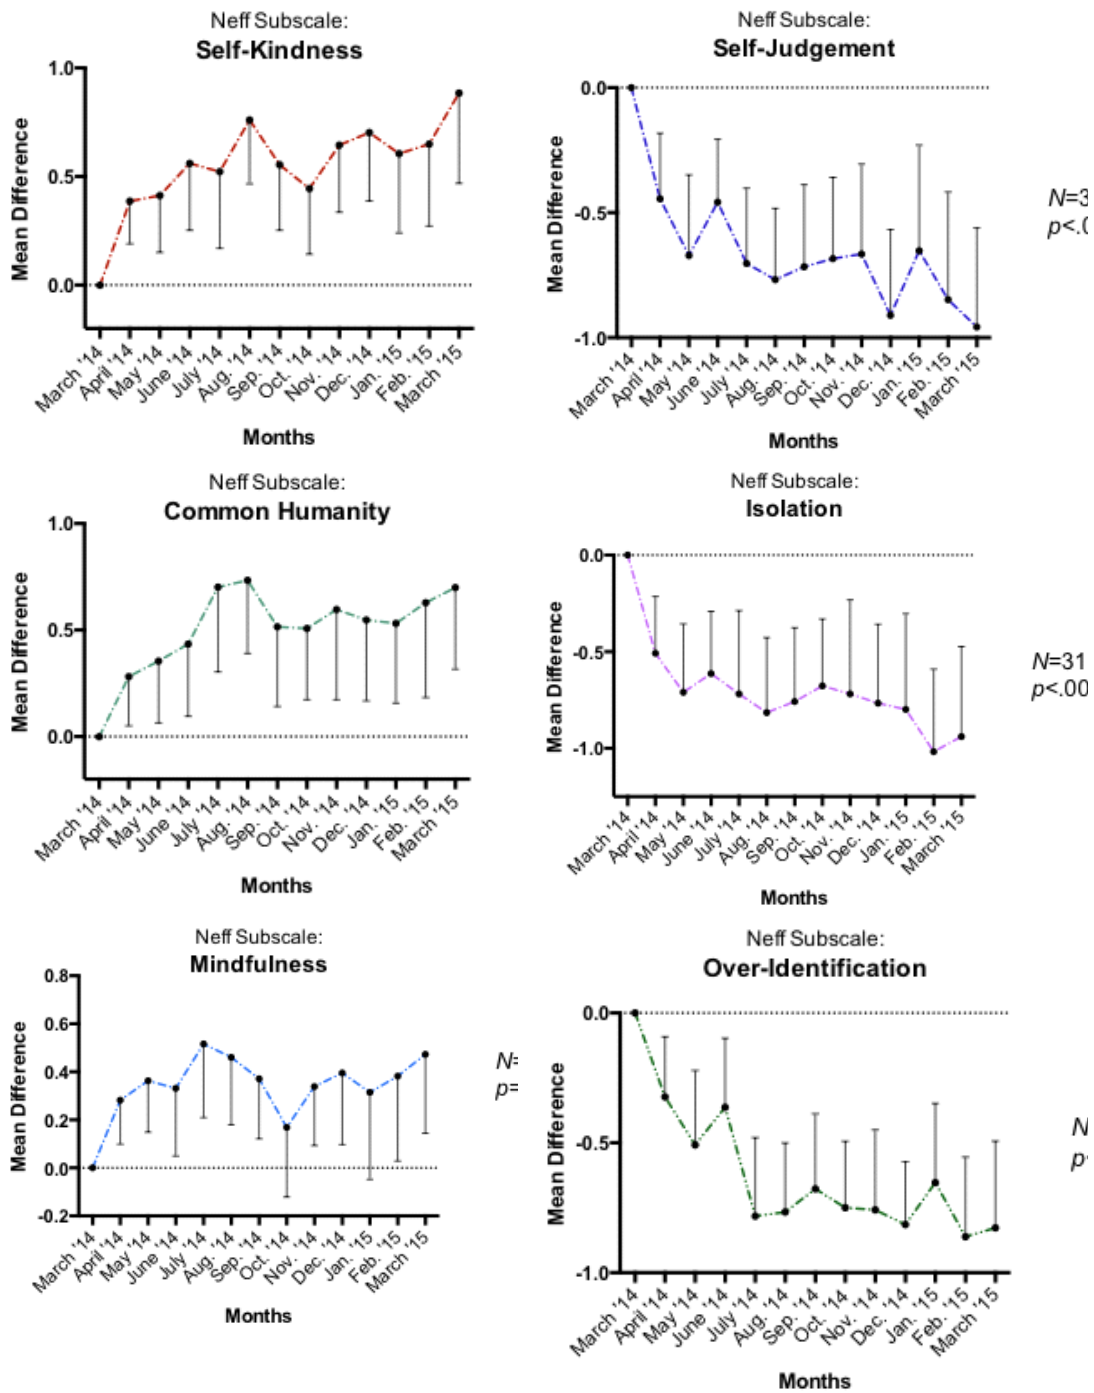 Neff Subscale:
Self-Kindness
1.0
0.5
0.0
Mean Difference
March '14
April '14
May '14
June '14
July '14
Aug. '14
Sep. '14
Oct. '14
Nov. '14
Dec. '14
Jan. '15
Feb. '15
March '15
Months
Neff Subscale:
Self-Judgement
0.0
-0.5
-1.0
Mean Difference
March '14
April '14
May '14
June '14
July '14
Aug. '14
Sep. '14
Oct. '14
Nov. '14
Dec. '14
Jan. '15
Feb. '15
March '15
Months
N=3
p<.0
Neff Subscale:
Common Humanity
1.0
0.5
0.0
Mean Difference
March '14
April '14
May '14
June '14
July '14
Aug. '14
Sep. '14
Oct. '14
Nov. '14
Dec. '14
Jan. '15
Feb. '15
March '15
Months
Neff Subscale:
Isolation
0.0
-0.5
-1.0
Mean Difference
March '14
April '14
May '14
June '14
July '14
Aug. '14
Sep. '14
Oct. '14
Nov. '14
Dec. '14
Jan. '15
Feb. '15
March '15
Months
N=31
p<.00
Neff Subscale:
Mindfulness
0.8
0.6
0.4
0.2
0.0
-0.2
Mean Difference
March '14
April '14
May '14
June '14
July '14
Aug. '14
Sep. '14
Oct. '14
Nov. '14
Dec. '14
Jan. '15
Feb. '15
March '15
Months
N=
p=
Neff Subscale:
Over-Identification
0.0
-0.5
-1.0
Mean Difference
March '14
April '14
May '14
June '14
July '14
Aug. '14
Sep. '14
Oct. '14
Nov. '14
Dec. '14
Jan. '15
Feb. '15
March '15
Months
N
p